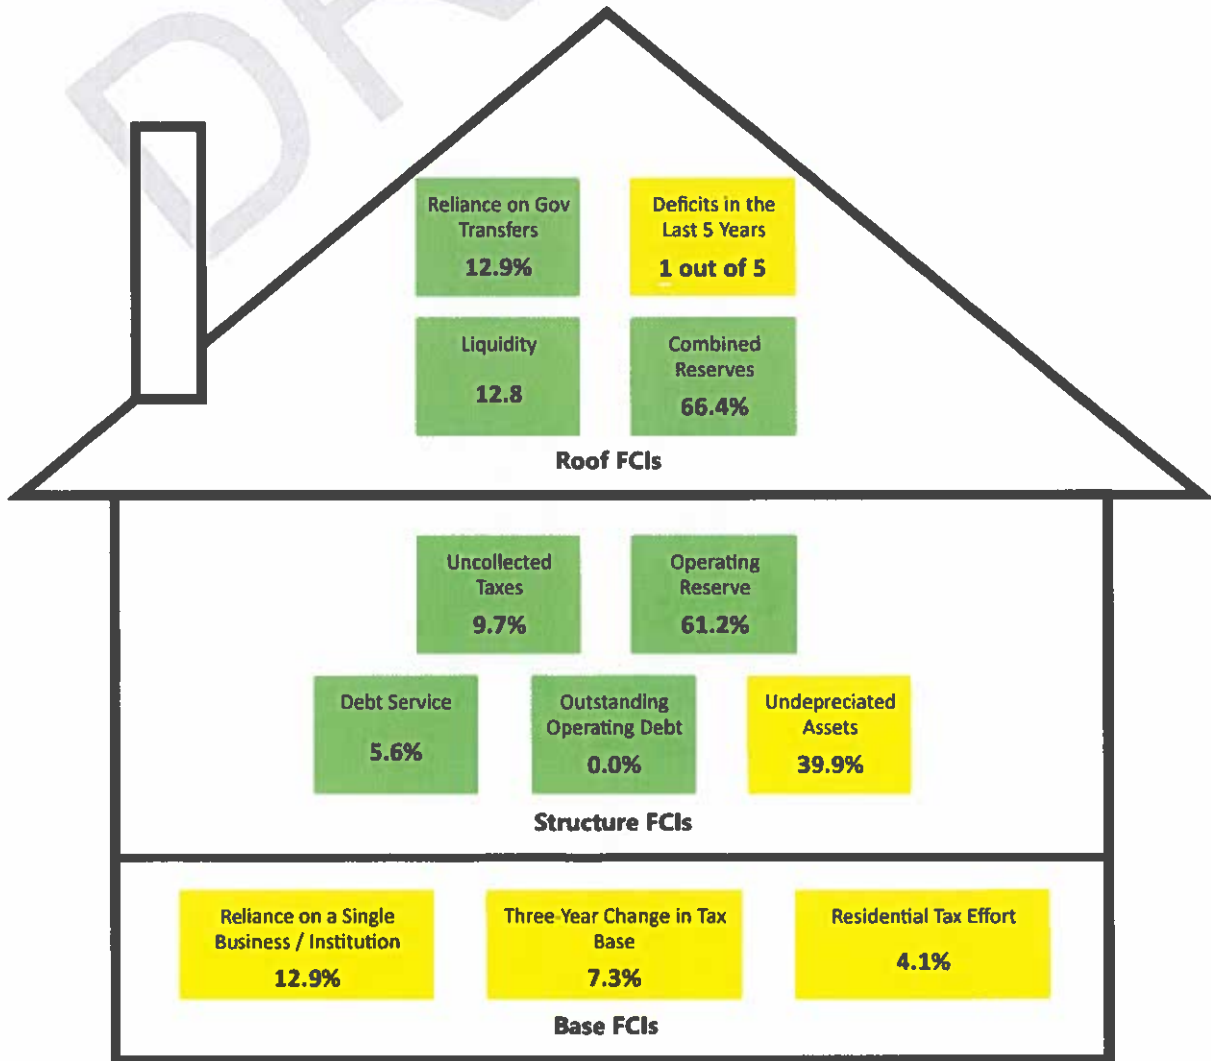 DRA
Reliance on Gov
Transfers
12.9%
Deficits in the
Last 5 Years
1 out of 5
Liquidity
12.8
Combined
Reserves
66.4%
Roof FCIs
Uncollected
Taxes
9.7%
Operating
Reserve
61.2%
Debt Service
5.6%
Outstanding
Operating Debt
0.0%
Undepreciated
Assets
39.9%
Structure FCIs
Reliance on a Single
Business / Institution
12.9%
Three-Year Change in Tax
Base
7.3%
Residential Tax Effort
4.1%
Base FCIs